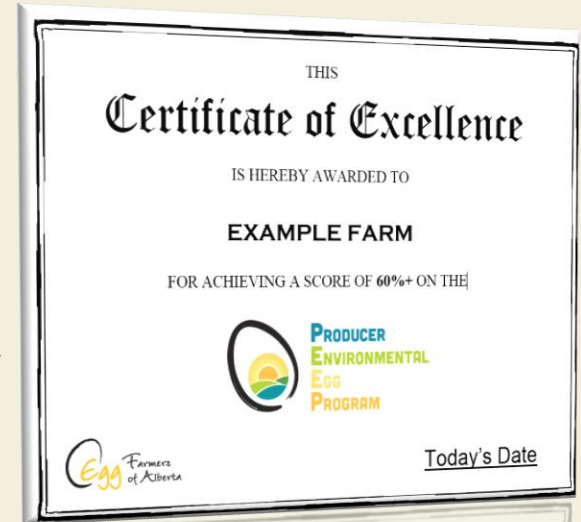 THIS
Certificate of Excellence
IS HEREBY AWARDED TO
EXAMPLE FARM
FOR ACHIEVING A SCORE OF 60%+ ON THE
PRODUCER
ENVIRONMENTAL
EGG
PROGRAM
Egg Farmers
of Alberta
Today's Date